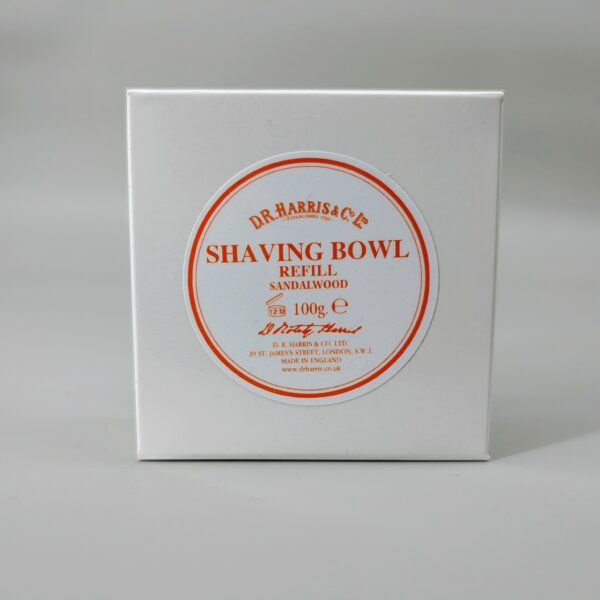 D.R. HARRIS & Co. Ltd
ESTABLISHED 1790
SHAVING BOWL
REFILL
SANDALWOOD
12 M 100g. ℮
D. R. HARRIS & CO. LTD.
29 ST. JAMES'S STREET, LONDON, S.W.1.
MADE IN ENGLAND
www.drharris.co.uk